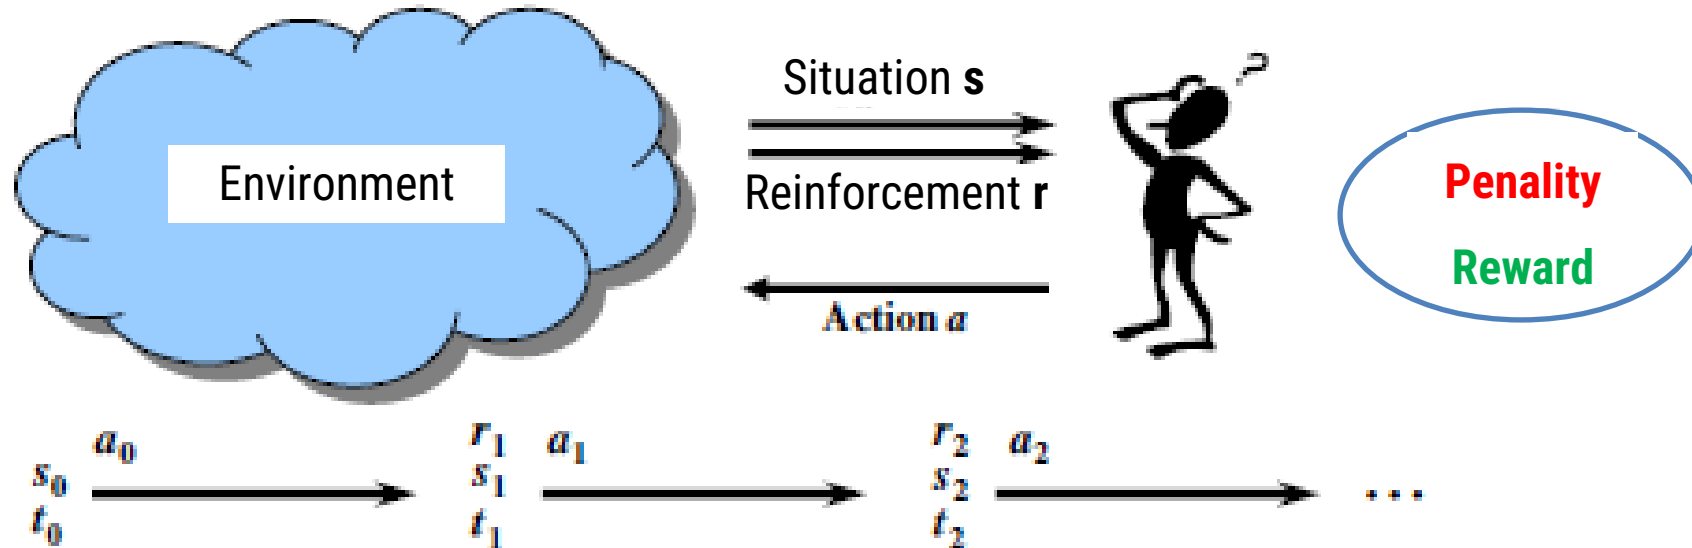 Situation s
Environment
Reinforcement r
Penality
Reward
Action a
s₀ a₀ r₁ a₁ r₂ a₂
s₁ s₂ ...
t₀ t₁ t₂